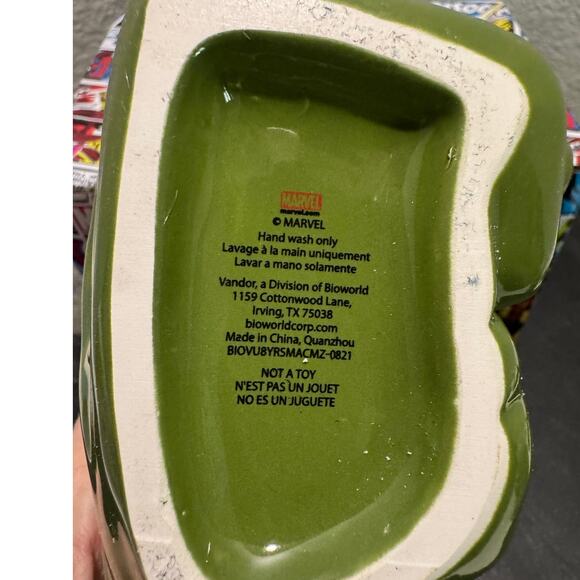 MARVEL
marvel.com
© MARVEL
Hand wash only
Lavage à la main uniquement
Lavar a mano solamente
Vandor, a Division of Bioworld
1159 Cottonwood Lane,
Irving, TX 75038
bioworldcorp.com
Made in China, Quanzhou
BIOVU8YRSMACMZ-0821
NOT A TOY
N'EST PAS UN JOUET
NO ES UN JUGUETE